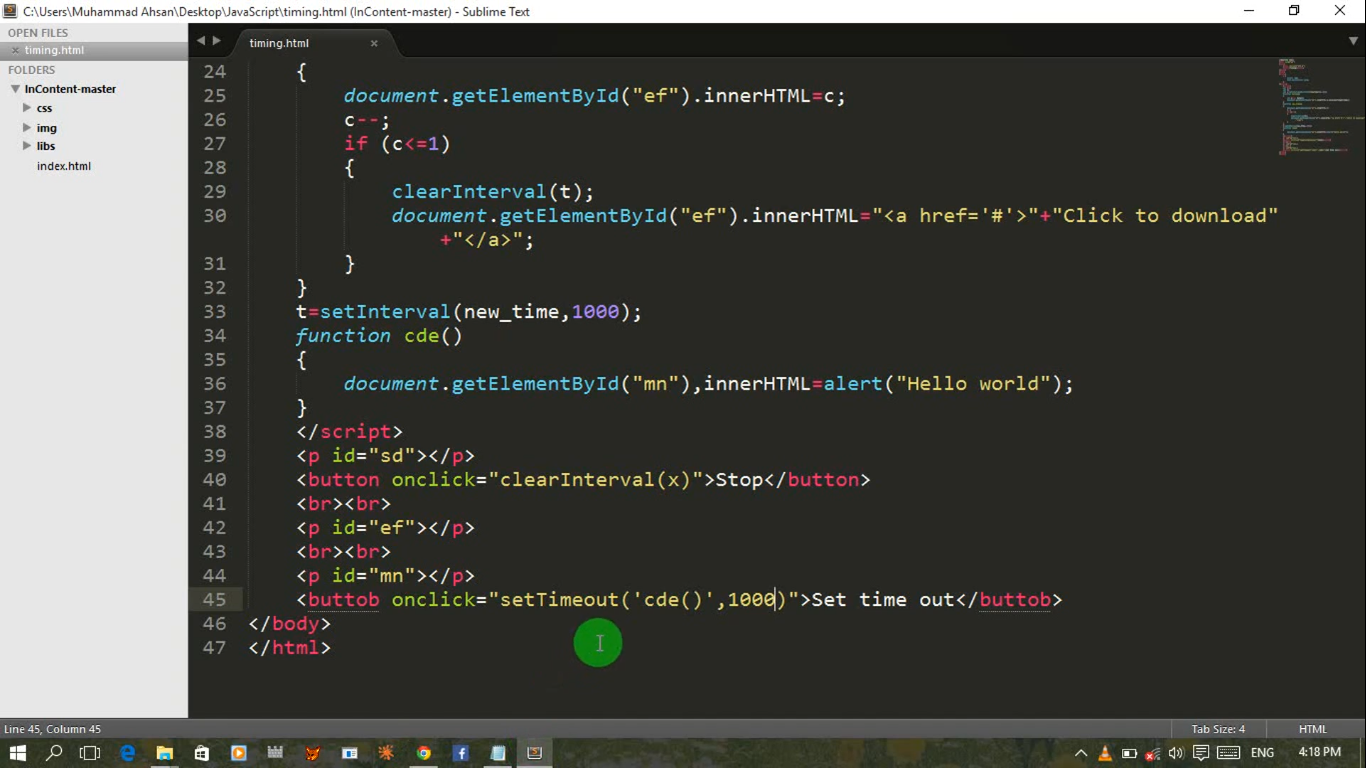 C:\Users\Muhammad Ahsan\Desktop\JavaScript\timing.html (InContent-master) - Sublime Text
OPEN FILES
timing.html
FOLDERS
InContent-master
css
img
libs
index.html
timing.html
24 {
25 document.getElementById("ef").innerHTML=c;
26 c--;
27 if (c<=1)
28 {
29 clearInterval(t);
30 document.getElementById("ef").innerHTML="<a href='#'>"+"Click to download"
+"</a>";
31 }
32 }
33 t=setInterval(new_time,1000);
34 function cde()
35 {
36 document.getElementById("mn"),innerHTML=alert("Hello world");
37 }
38 </script>
39 <p id="sd"></p>
40 <button onclick="clearInterval(x)">Stop</button>
41 <br><br>
42 <p id="ef"></p>
43 <br><br>
44 <p id="mn"></p>
45 <buttob onclick="setTimeout('cde()',1000)">Set time out</buttob>
46 </body>
47 </html>
Line 45, Column 45
Tab Size: 4
HTML
ENG
4:18 PM